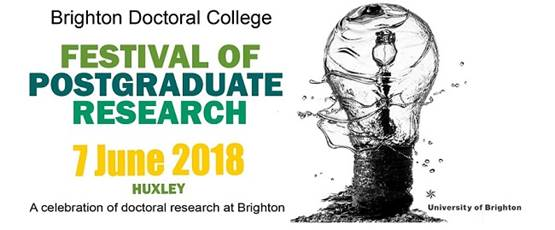 Brighton Doctoral College
FESTIVAL OF
POSTGRADUATE
RESEARCH
7 June 2018
HUXLEY
A celebration of doctoral research at Brighton
University of Brighton